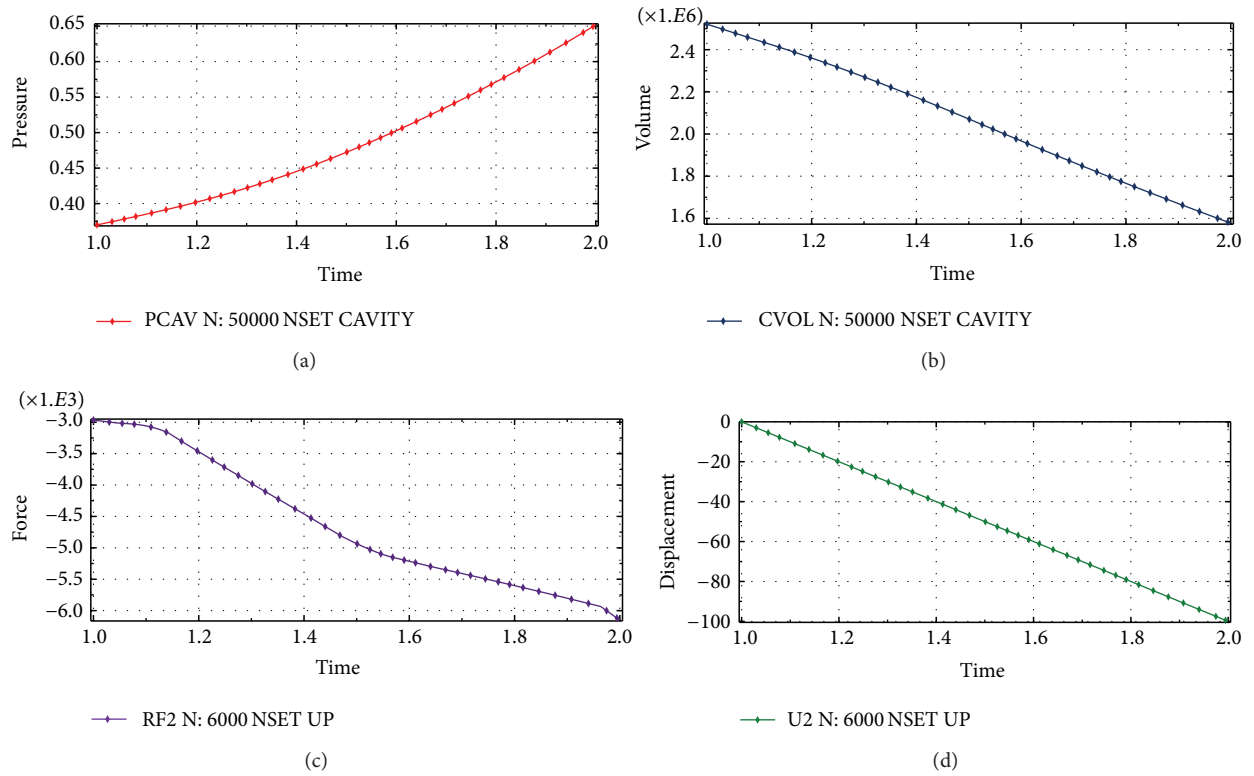 0.65
0.60
0.55
0.50
0.45
0.40
Pressure
1.0 1.2 1.4 1.6 1.8 2.0
Time
PCAV N: 50000 NSET CAVITY
(a)
(×1.E6)
2.4
2.2
2.0
1.8
1.6
Volume
1.0 1.2 1.4 1.6 1.8 2.0
Time
CVOL N: 50000 NSET CAVITY
(b)
(×1.E3)
−3.0
−3.5
−4.0
−4.5
−5.0
−5.5
−6.0
Force
1.0 1.2 1.4 1.6 1.8 2.0
Time
RF2 N: 6000 NSET UP
(c)
0
−20
−40
−60
−80
−100
Displacement
1.0 1.2 1.4 1.6 1.8 2.0
Time
U2 N: 6000 NSET UP
(d)